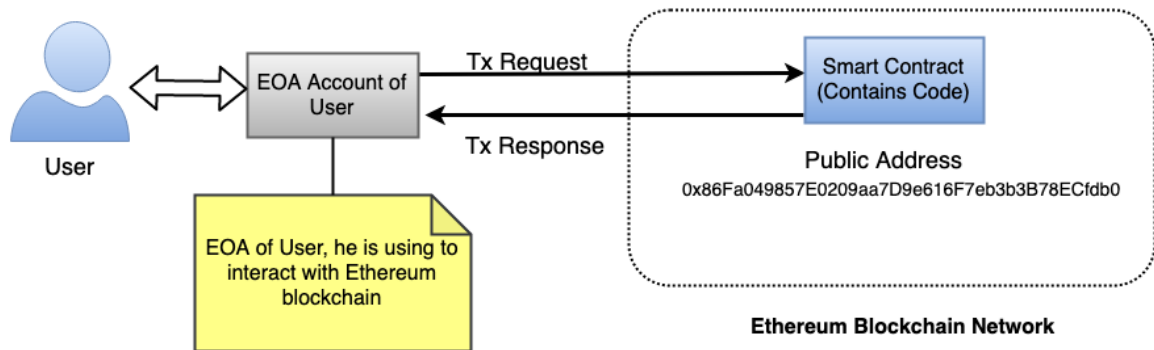 User
EOA Account of
User
Tx Request
Tx Response
Smart Contract
(Contains Code)
Public Address
0x86Fa049857E0209aa7D9e616F7eb3b3B78ECfdb0
EOA of User, he is using to
interact with Ethereum
blockchain
Ethereum Blockchain Network